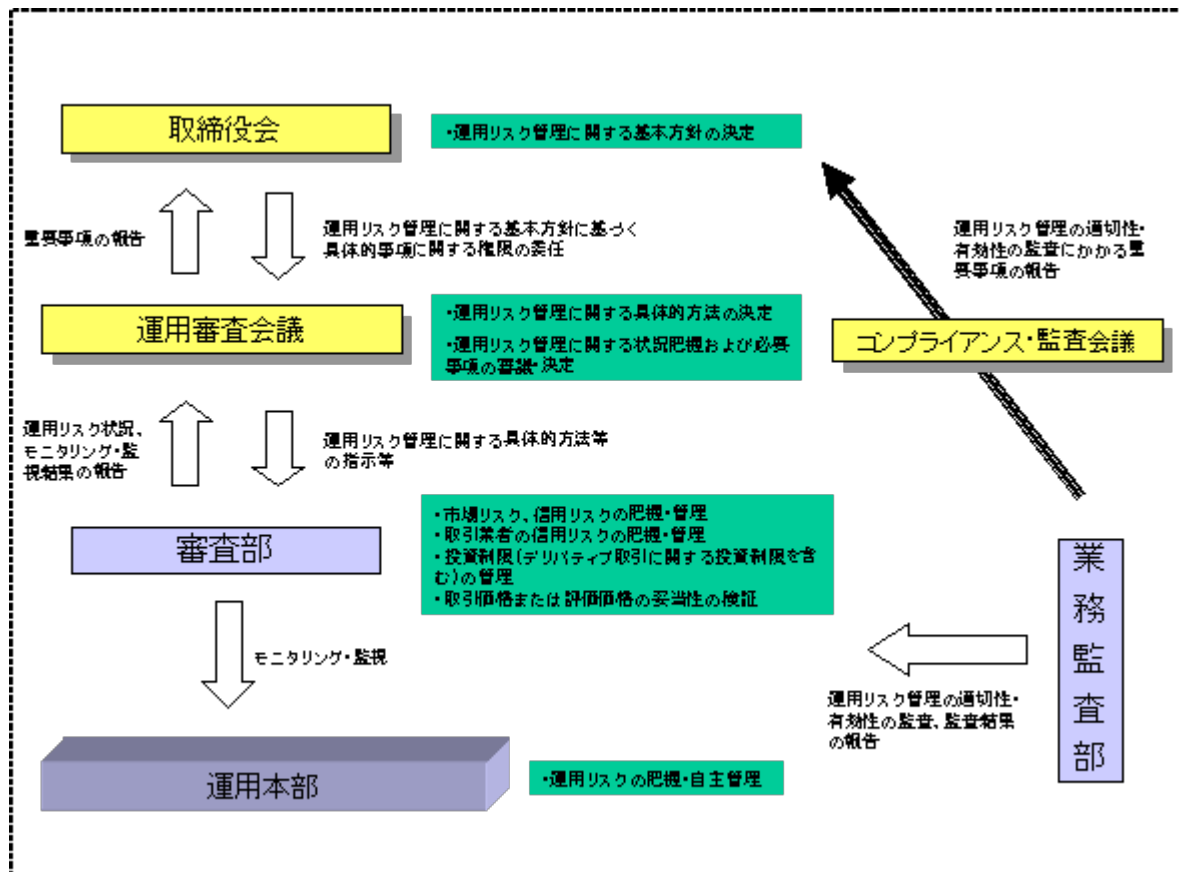 取締役会
・運用リスク管理に関する基本方針の決定
重要事項の報告
運用リスク管理に関する基本方針に基づく
具体的事項に関する権限の委任
運用リスク管理の適切性・
有効性の監査にかかる重
要事項の報告
運用審査会議
・運用リスク管理に関する具体的方法の決定
・運用リスク管理に関する状況把握および必要
事項の審議・決定
コンプライアンス・監査会議
運用リスク状況、
モニタリング・監
視結果の報告
運用リスク管理に関する具体的方法等
の指示等
審査部
・市場リスク、信用リスクの把握・管理
・取引業者の信用リスクの把握・管理
・投資制限(デリバティブ取引に関する投資制限を含
む)の管理
・取引価格または評価価格の妥当性の検証
業務監査部
モニタリング・監視
運用リスク管理の適切性・
有効性の監査、監査結果
の報告
運用本部
・運用リスクの把握・自主管理